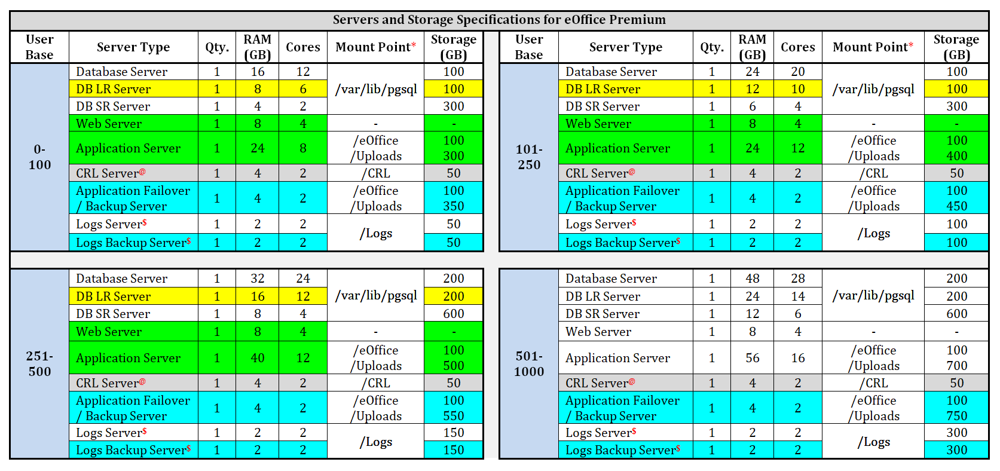 Servers and Storage Specifications for eOffice Premium
User Base Server Type Qty. RAM (GB) Cores Mount Point* Storage (GB)
0-100
Database Server 1 16 12 /var/lib/pgsql 100
DB LR Server 1 8 6 100
DB SR Server 1 4 2 300
Web Server 1 8 4 - -
Application Server 1 24 8 /eOffice 100
/Uploads 300
CRL Server@ 1 4 2 /CRL 50
Application Failover 1 4 2 /eOffice 100
/ Backup Server /Uploads 350
Logs Server$ 1 2 2 /Logs 50
Logs Backup Server$ 1 2 2 50
User Base Server Type Qty. RAM (GB) Cores Mount Point* Storage (GB)
101-250
Database Server 1 24 20 /var/lib/pgsql 100
DB LR Server 1 12 10 100
DB SR Server 1 6 4 300
Web Server 1 8 4 - -
Application Server 1 24 12 /eOffice 100
/Uploads 400
CRL Server@ 1 4 2 /CRL 50
Application Failover 1 4 2 /eOffice 100
/ Backup Server /Uploads 450
Logs Server$ 1 2 2 /Logs 100
Logs Backup Server$ 1 2 2 100
251-500
Database Server 1 32 24 /var/lib/pgsql 200
DB LR Server 1 16 12 200
DB SR Server 1 8 4 600
Web Server 1 8 4 - -
Application Server 1 40 12 /eOffice 100
/Uploads 500
CRL Server@ 1 4 2 /CRL 50
Application Failover 1 4 2 /eOffice 100
/ Backup Server /Uploads 550
Logs Server$ 1 2 2 /Logs 150
Logs Backup Server$ 1 2 2 150
501-1000
Database Server 1 48 28 /var/lib/pgsql 200
DB LR Server 1 24 14 200
DB SR Server 1 12 6 600
Web Server 1 8 4 - -
Application Server 1 56 16 /eOffice 100
/Uploads 700
CRL Server@ 1 4 2 /CRL 50
Application Failover 1 4 2 /eOffice 100
/ Backup Server /Uploads 750
Logs Server$ 1 2 2 /Logs 300
Logs Backup Server$ 1 2 2 300